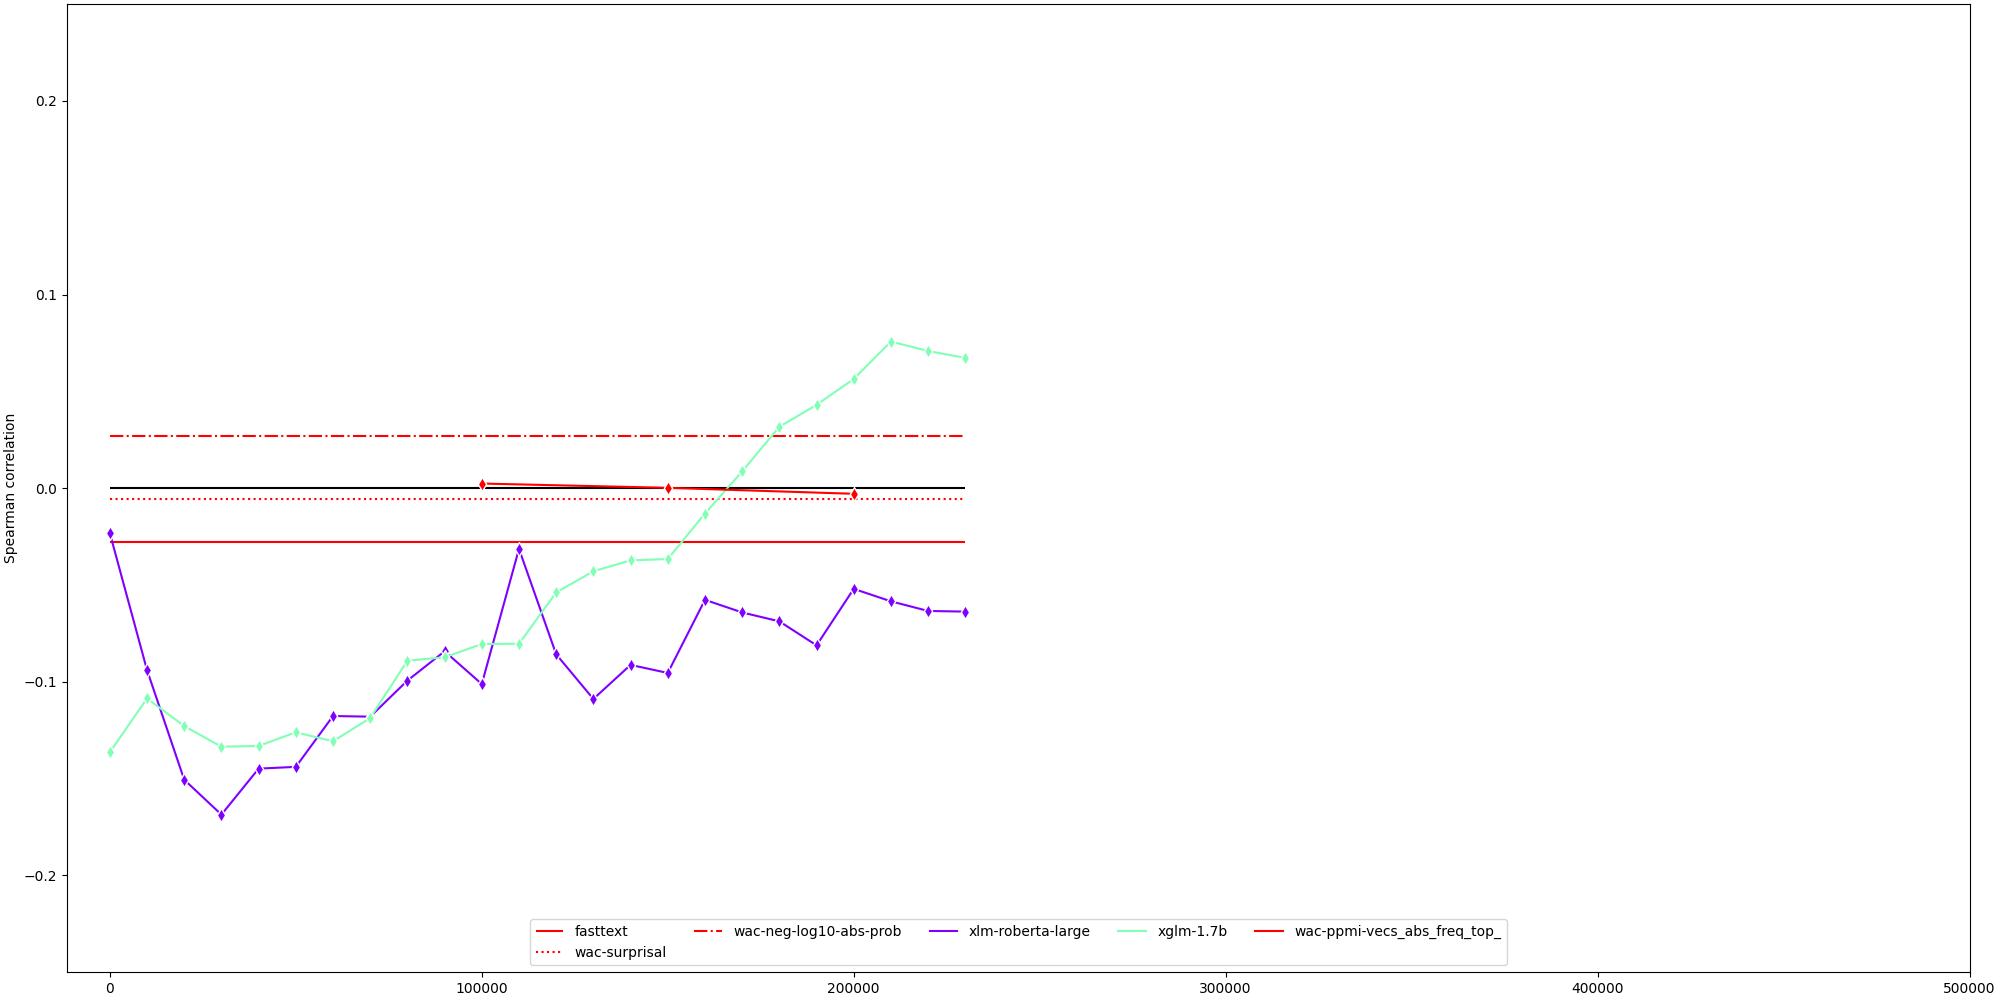 0.2
0.1
0.0
−0.1
−0.2
Spearman correlation
fasttext
wac-surprisal
wac-neg-log10-abs-prob
xlm-roberta-large
xglm-1.7b
wac-ppmi-vecs_abs_freq_top_
0 100000 200000 300000 400000 500000